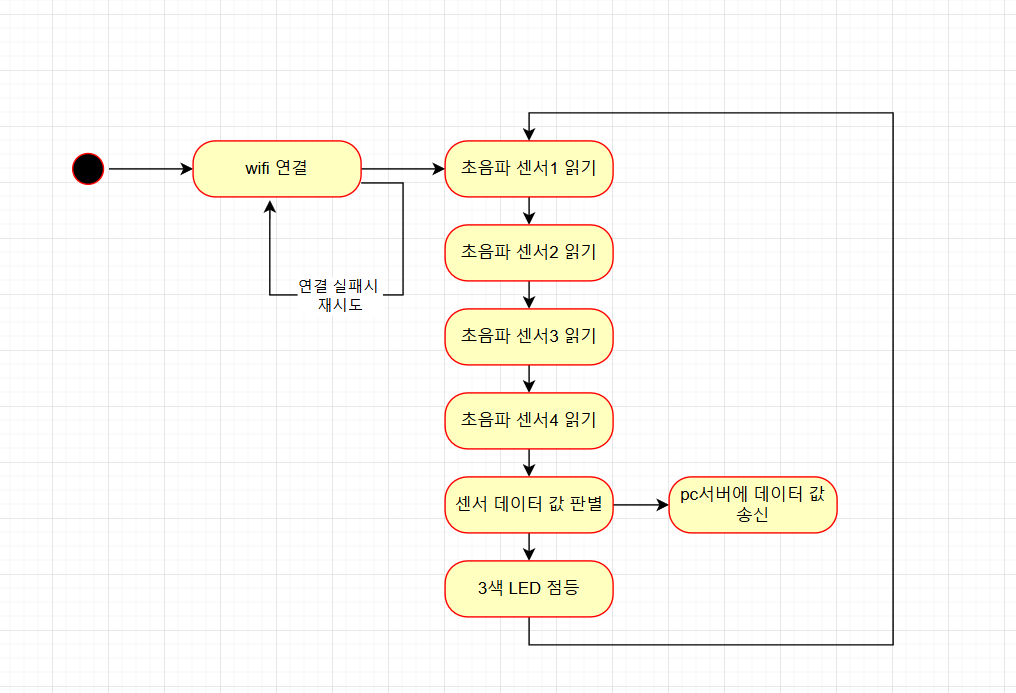 wifi 연결
초음파 센서1 읽기
초음파 센서2 읽기
연결 실패시
재시도
초음파 센서3 읽기
초음파 센서4 읽기
센서 데이터 값 판별
pc서버에 데이터 값
송신
3색 LED 점등